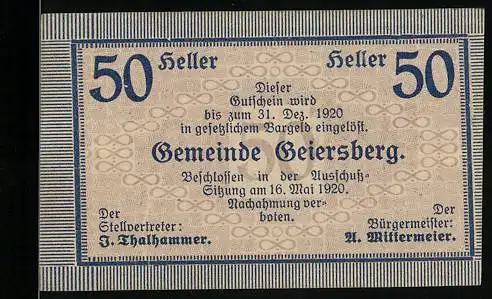 50 Heller Heller 50
Dieser
Gutschein wird
bis zum 31. Dez. 1920
in gesetzlichem Bargeld eingelöst.
Gemeinde Geiersberg.
Beschlossen in der Ausschuß-
Sitzung am 16. Mai 1920.
Nachahmung ver-
boten.
Der
Stellvertreter:
J. Thalhammer.
Der
Bürgermeister:
A. Mittermeier.